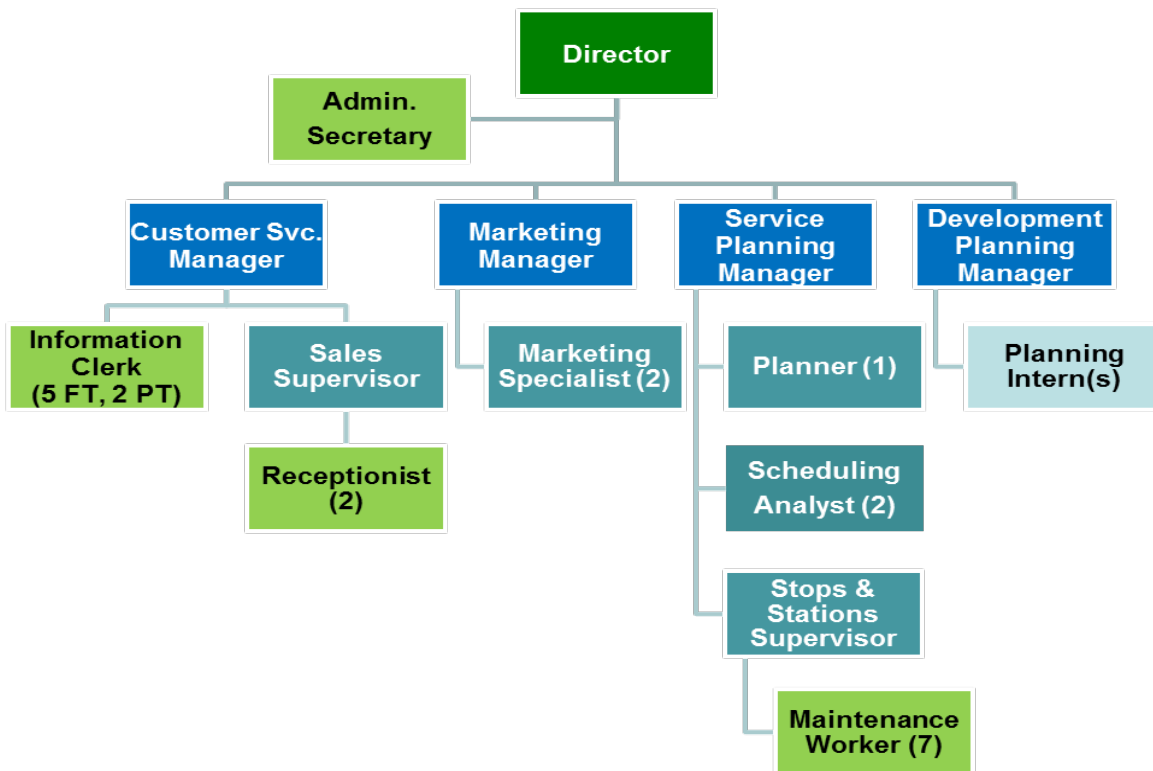 Director
Admin.
Secretary
Customer Svc.
Manager
Marketing
Manager
Service
Planning
Manager
Development
Planning
Manager
Information
Clerk
(5 FT, 2 PT)
Sales
Supervisor
Marketing
Specialist (2)
Planner (1)
Planning
Intern(s)
Receptionist
(2)
Scheduling
Analyst (2)
Stops &
Stations
Supervisor
Maintenance
Worker (7)